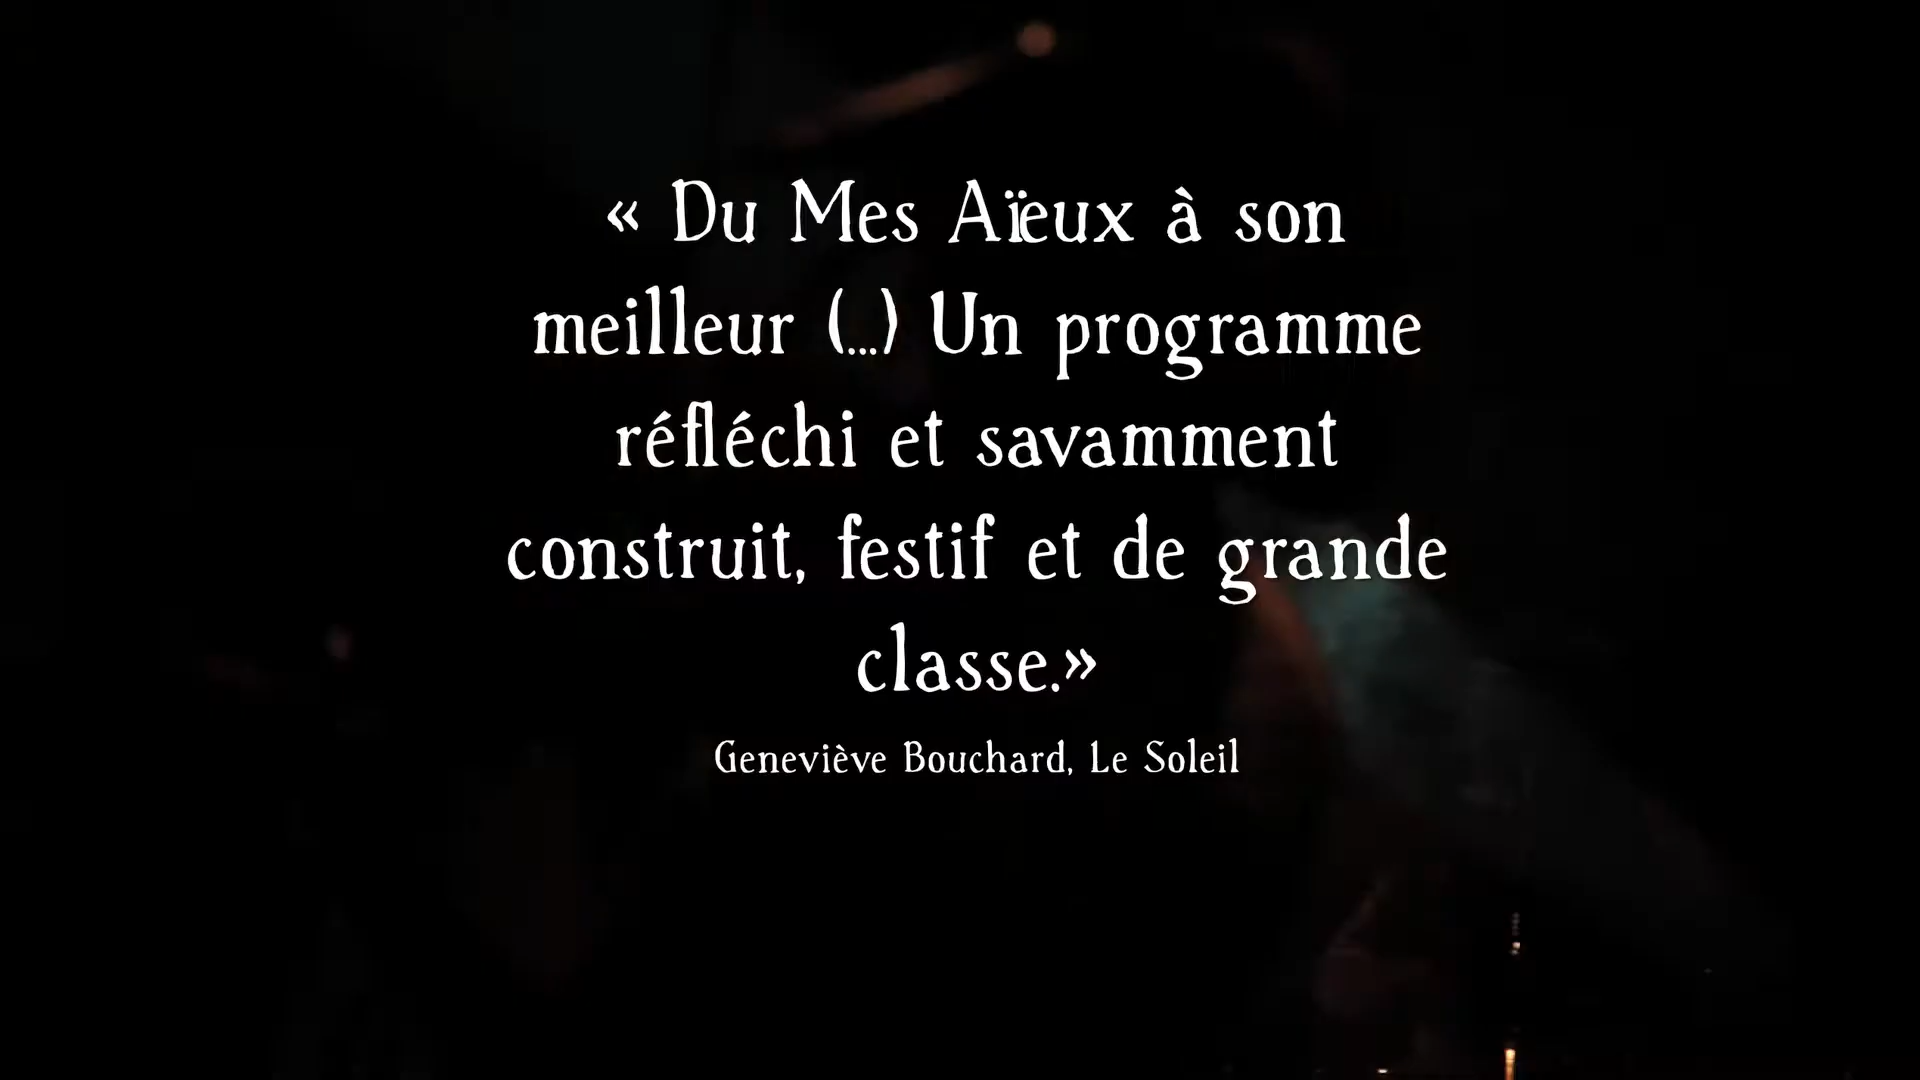 « Du Mes Aïeux à son
meilleur (...) Un programme
réfléchi et savamment
construit, festif et de grande
classe.»
Geneviève Bouchard, Le Soleil